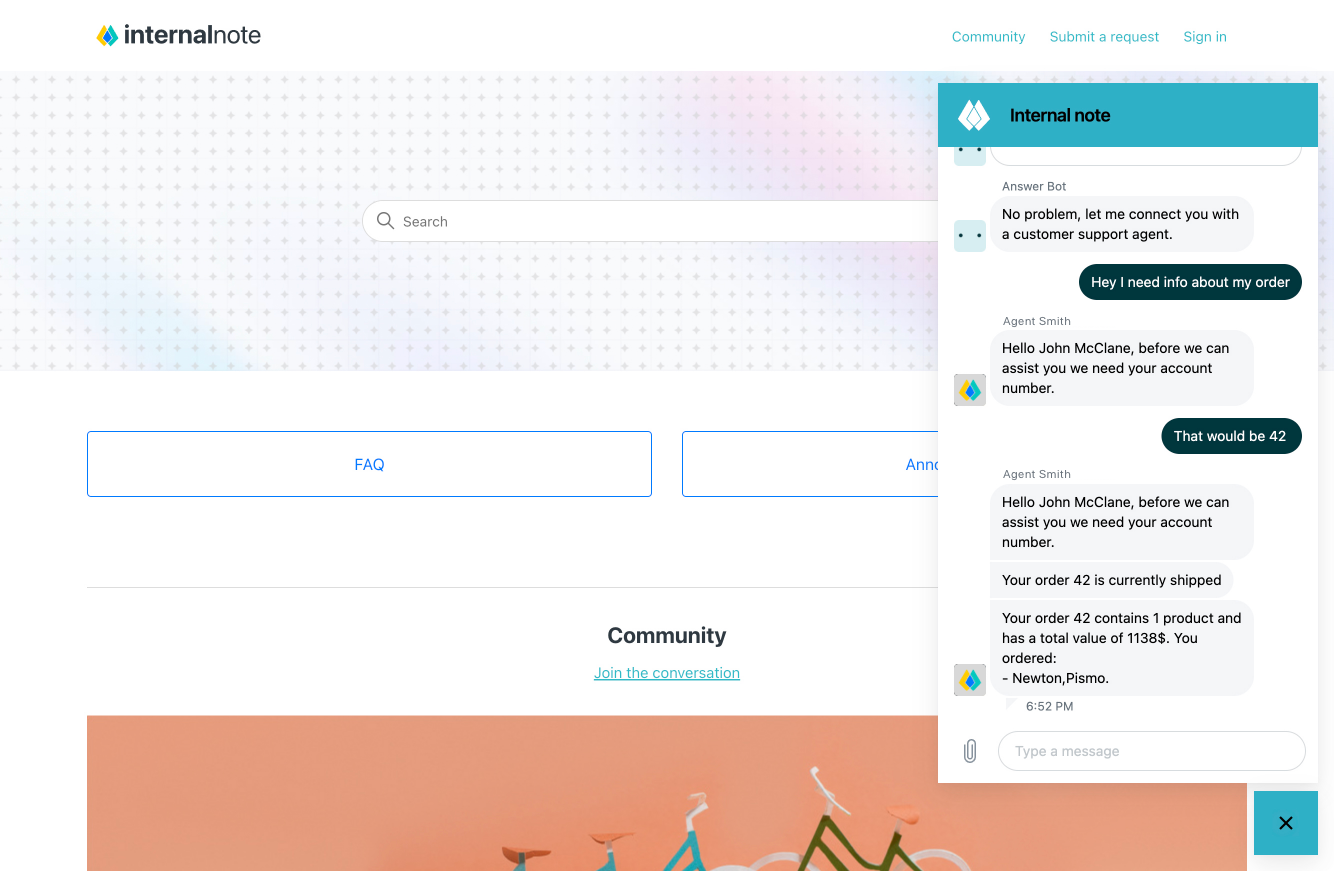 internalnote
Community
Submit a request
Sign in
Search
FAQ
Community
Join the conversation
Internal note
Answer Bot
No problem, let me connect you with
a customer support agent.
Hey I need info about my order
Agent Smith
Hello John McClane, before we can
assist you we need your account
number.
That would be 42
Agent Smith
Hello John McClane, before we can
assist you we need your account
number.
Your order 42 is currently shipped
Your order 42 contains 1 product and
has a total value of 1138$. You
ordered:
- Newton,Pismo.
6:52 PM
Type a message